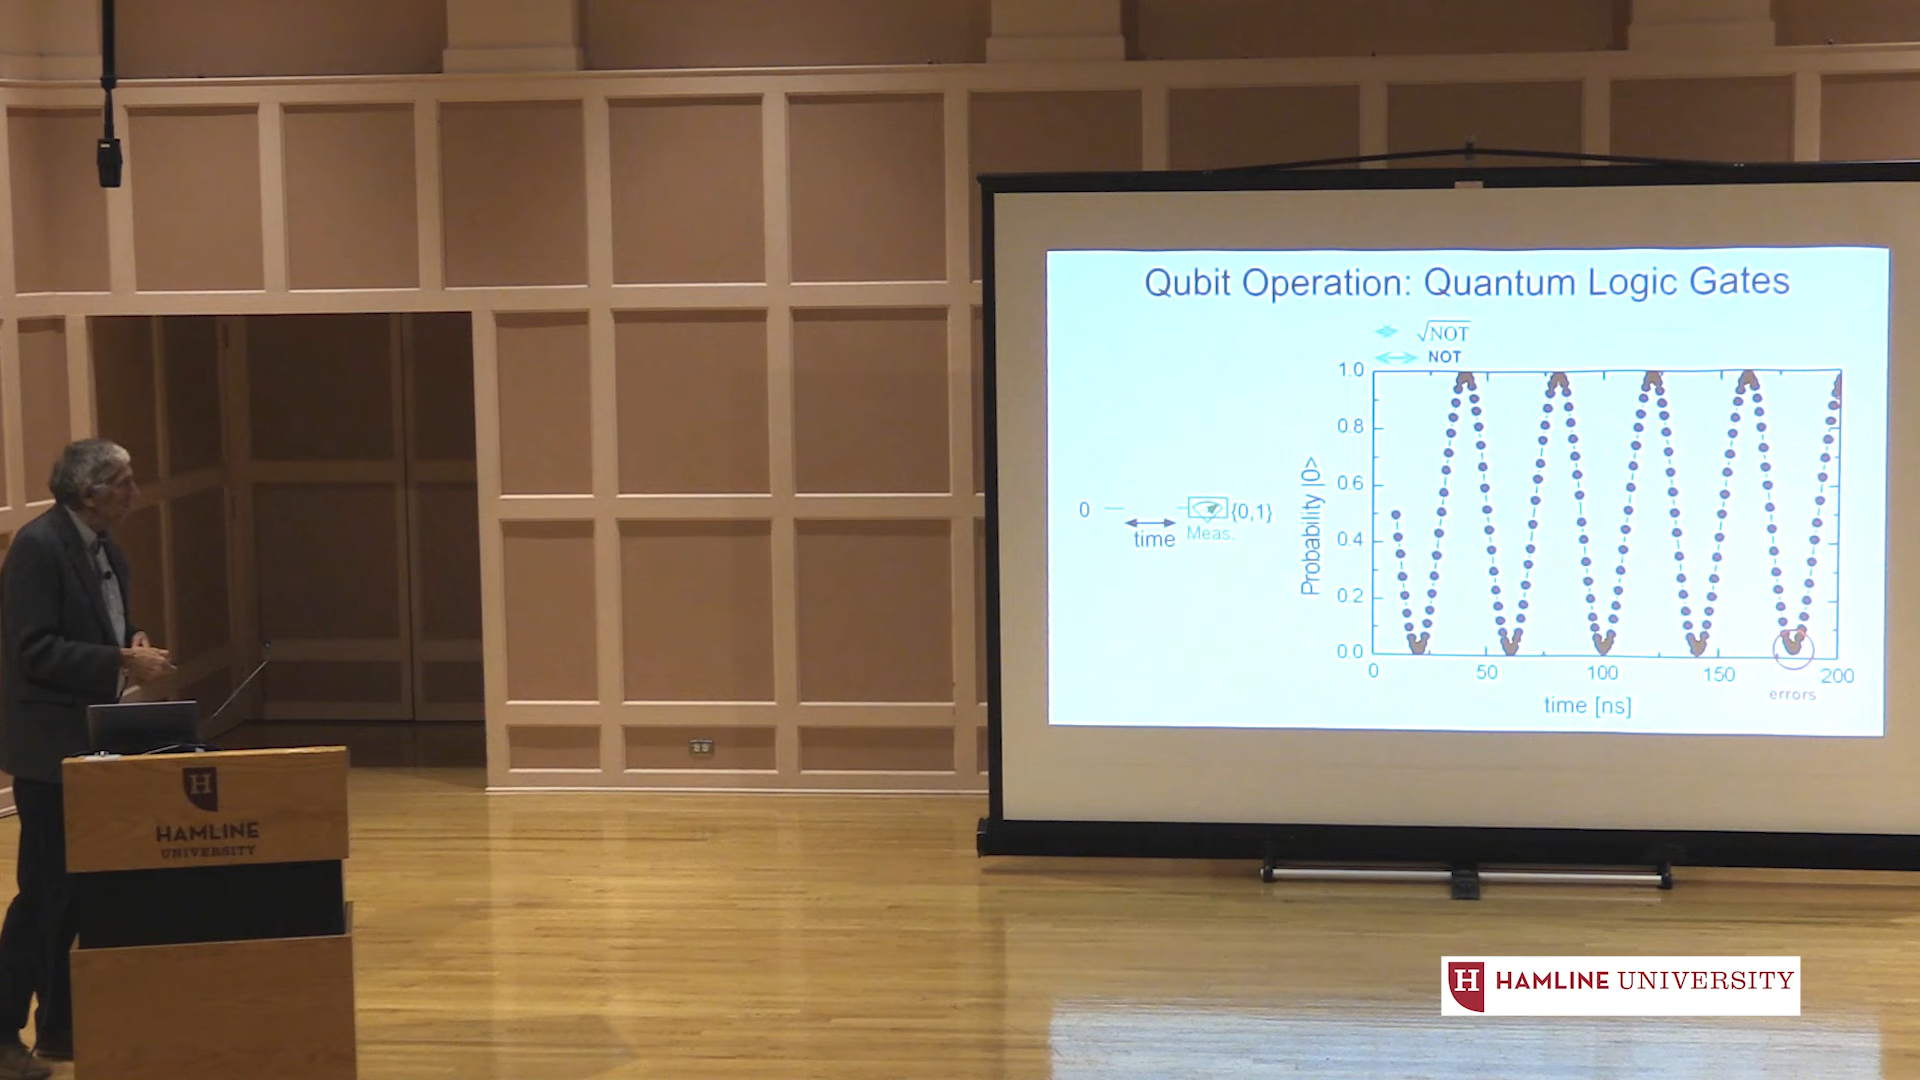 Qubit Operation: Quantum Logic Gates
√NOT
NOT
1.0
0.8
0.6
0.4
0.2
0.0
Probability |0>
0
50
100
150
200
time [ns]
errors
0
time
Meas.
{0,1}
H
HAMLINE
UNIVERSITY
H HAMLINE UNIVERSITY